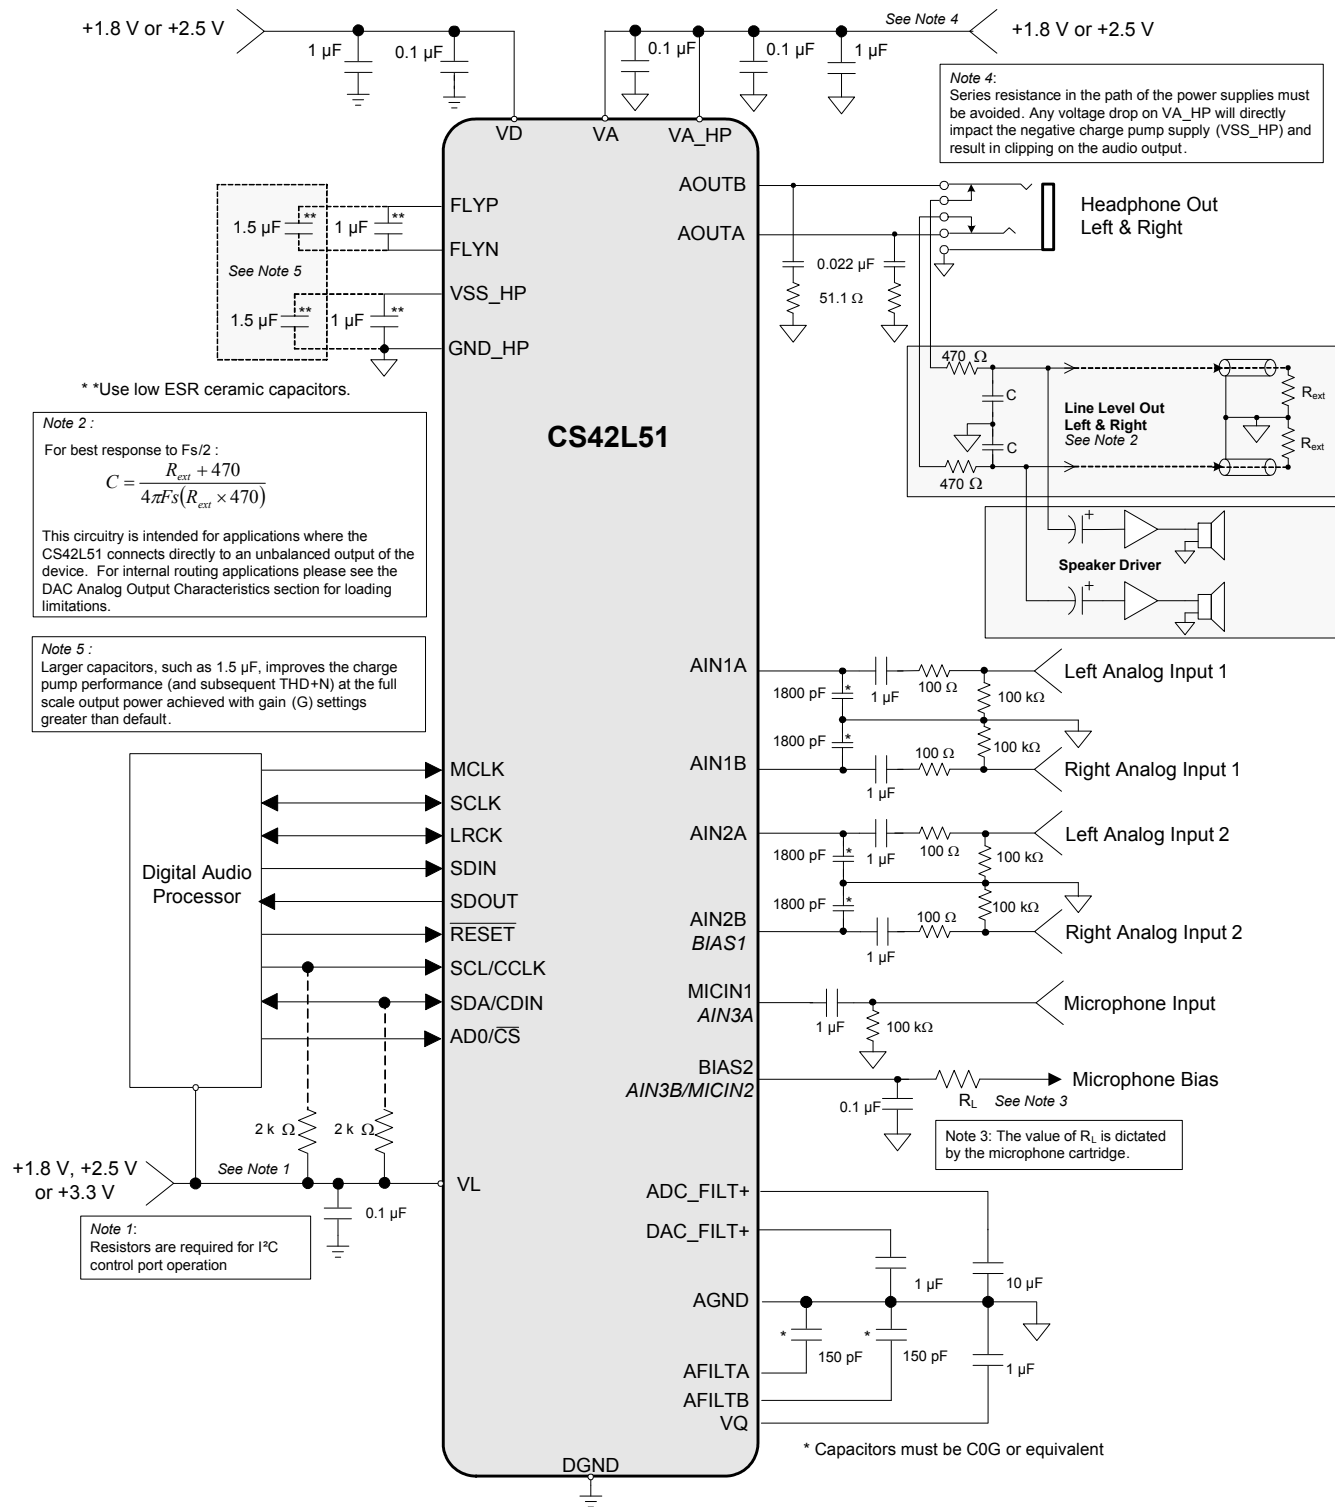 +1.8 V or +2.5 V
1 µF
0.1 µF
0.1 µF
0.1 µF
1 µF
See Note 4
+1.8 V or +2.5 V
Note 4:
Series resistance in the path of the power supplies must
be avoided. Any voltage drop on VA_HP will directly
impact the negative charge pump supply (VSS_HP) and
result in clipping on the audio output.
VD
VA
VA_HP
1.5 µF
**
1 µF
**
See Note 5
1.5 µF
**
1 µF
**
FLYP
FLYN
VSS_HP
GND_HP
* *Use low ESR ceramic capacitors.
AOUTB
AOUTA
Headphone Out
Left & Right
0.022 µF
51.1 Ω
470 Ω
C
C
470 Ω
Line Level Out
Left & Right
See Note 2
Rext
Rext
+
Speaker Driver
+
CS42L51
Note 2 :
For best response to Fs/2 :
C = (Rext + 470) / (4πFs(Rext × 470))
This circuitry is intended for applications where the
CS42L51 connects directly to an unbalanced output of the
device. For internal routing applications please see the
DAC Analog Output Characteristics section for loading
limitations.
Note 5 :
Larger capacitors, such as 1.5 µF, improves the charge
pump performance (and subsequent THD+N) at the full
scale output power achieved with gain (G) settings
greater than default.
Digital Audio
Processor
MCLK
SCLK
LRCK
SDIN
SDOUT
RESET
SCL/CCLK
SDA/CDIN
AD0/CS
2 k Ω
2 k Ω
+1.8 V, +2.5 V
or +3.3 V
See Note 1
VL
0.1 µF
Note 1:
Resistors are required for I²C
control port operation
AIN1A
1800 pF
*
1 µF
100 Ω
100 kΩ
Left Analog Input 1
AIN1B
1800 pF
*
1 µF
100 Ω
100 kΩ
Right Analog Input 1
AIN2A
1800 pF
*
1 µF
100 Ω
100 kΩ
Left Analog Input 2
AIN2B
BIAS1
1800 pF
*
1 µF
100 Ω
100 kΩ
Right Analog Input 2
MICIN1
AIN3A
1 µF
100 kΩ
Microphone Input
BIAS2
AIN3B/MICIN2
0.1 µF
RL
See Note 3
Microphone Bias
Note 3: The value of RL is dictated
by the microphone cartridge.
ADC_FILT+
DAC_FILT+
1 µF
10 µF
AGND
*
150 pF
*
150 pF
1 µF
AFILTA
AFILTB
VQ
* Capacitors must be C0G or equivalent
DGND